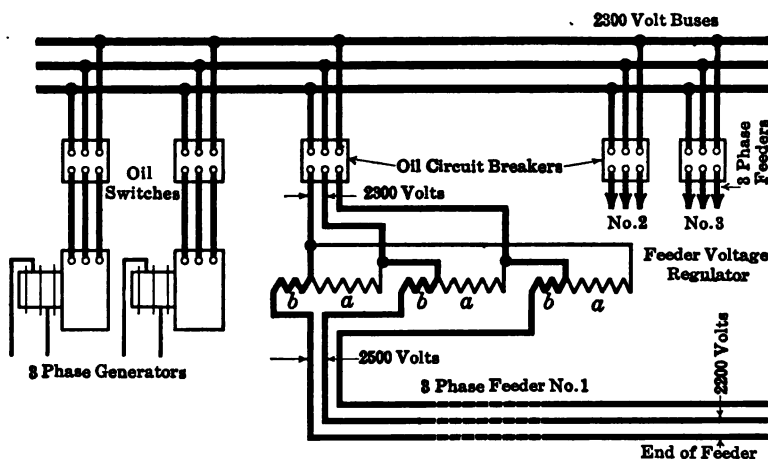 2300 Volt Buses
Oil
Switches
Oil Circuit Breakers
3 Phase
Feeders
2300 Volts
No.2
No.3
Feeder Voltage
Regulator
b
a
b
a
b
a
2500 Volts
3 Phase Generators
3 Phase Feeder No.1
2200 Volts
End of Feeder